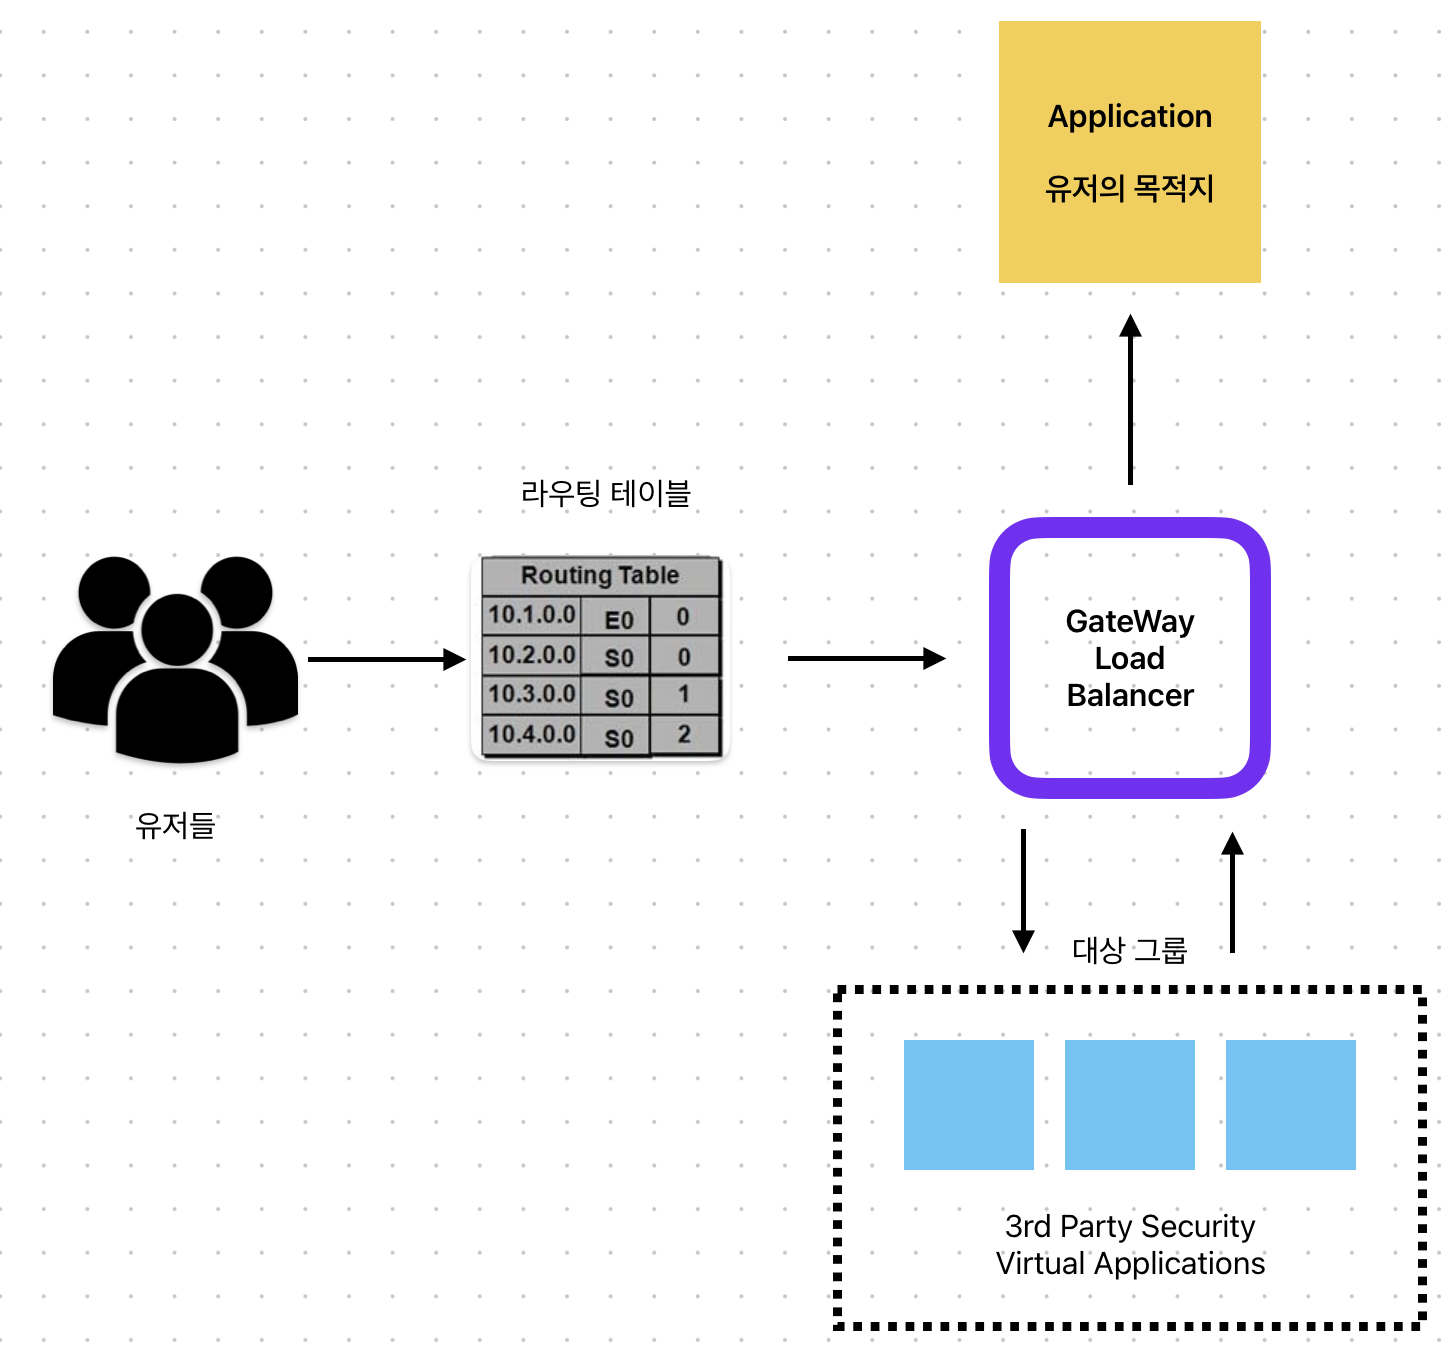 Application
유저의 목적지
라우팅 테이블
Routing Table
10.1.0.0 E0 0
10.2.0.0 S0 0
10.3.0.0 S0 1
10.4.0.0 S0 2
유저들
GateWay
Load
Balancer
대상 그룹
3rd Party Security
Virtual Applications